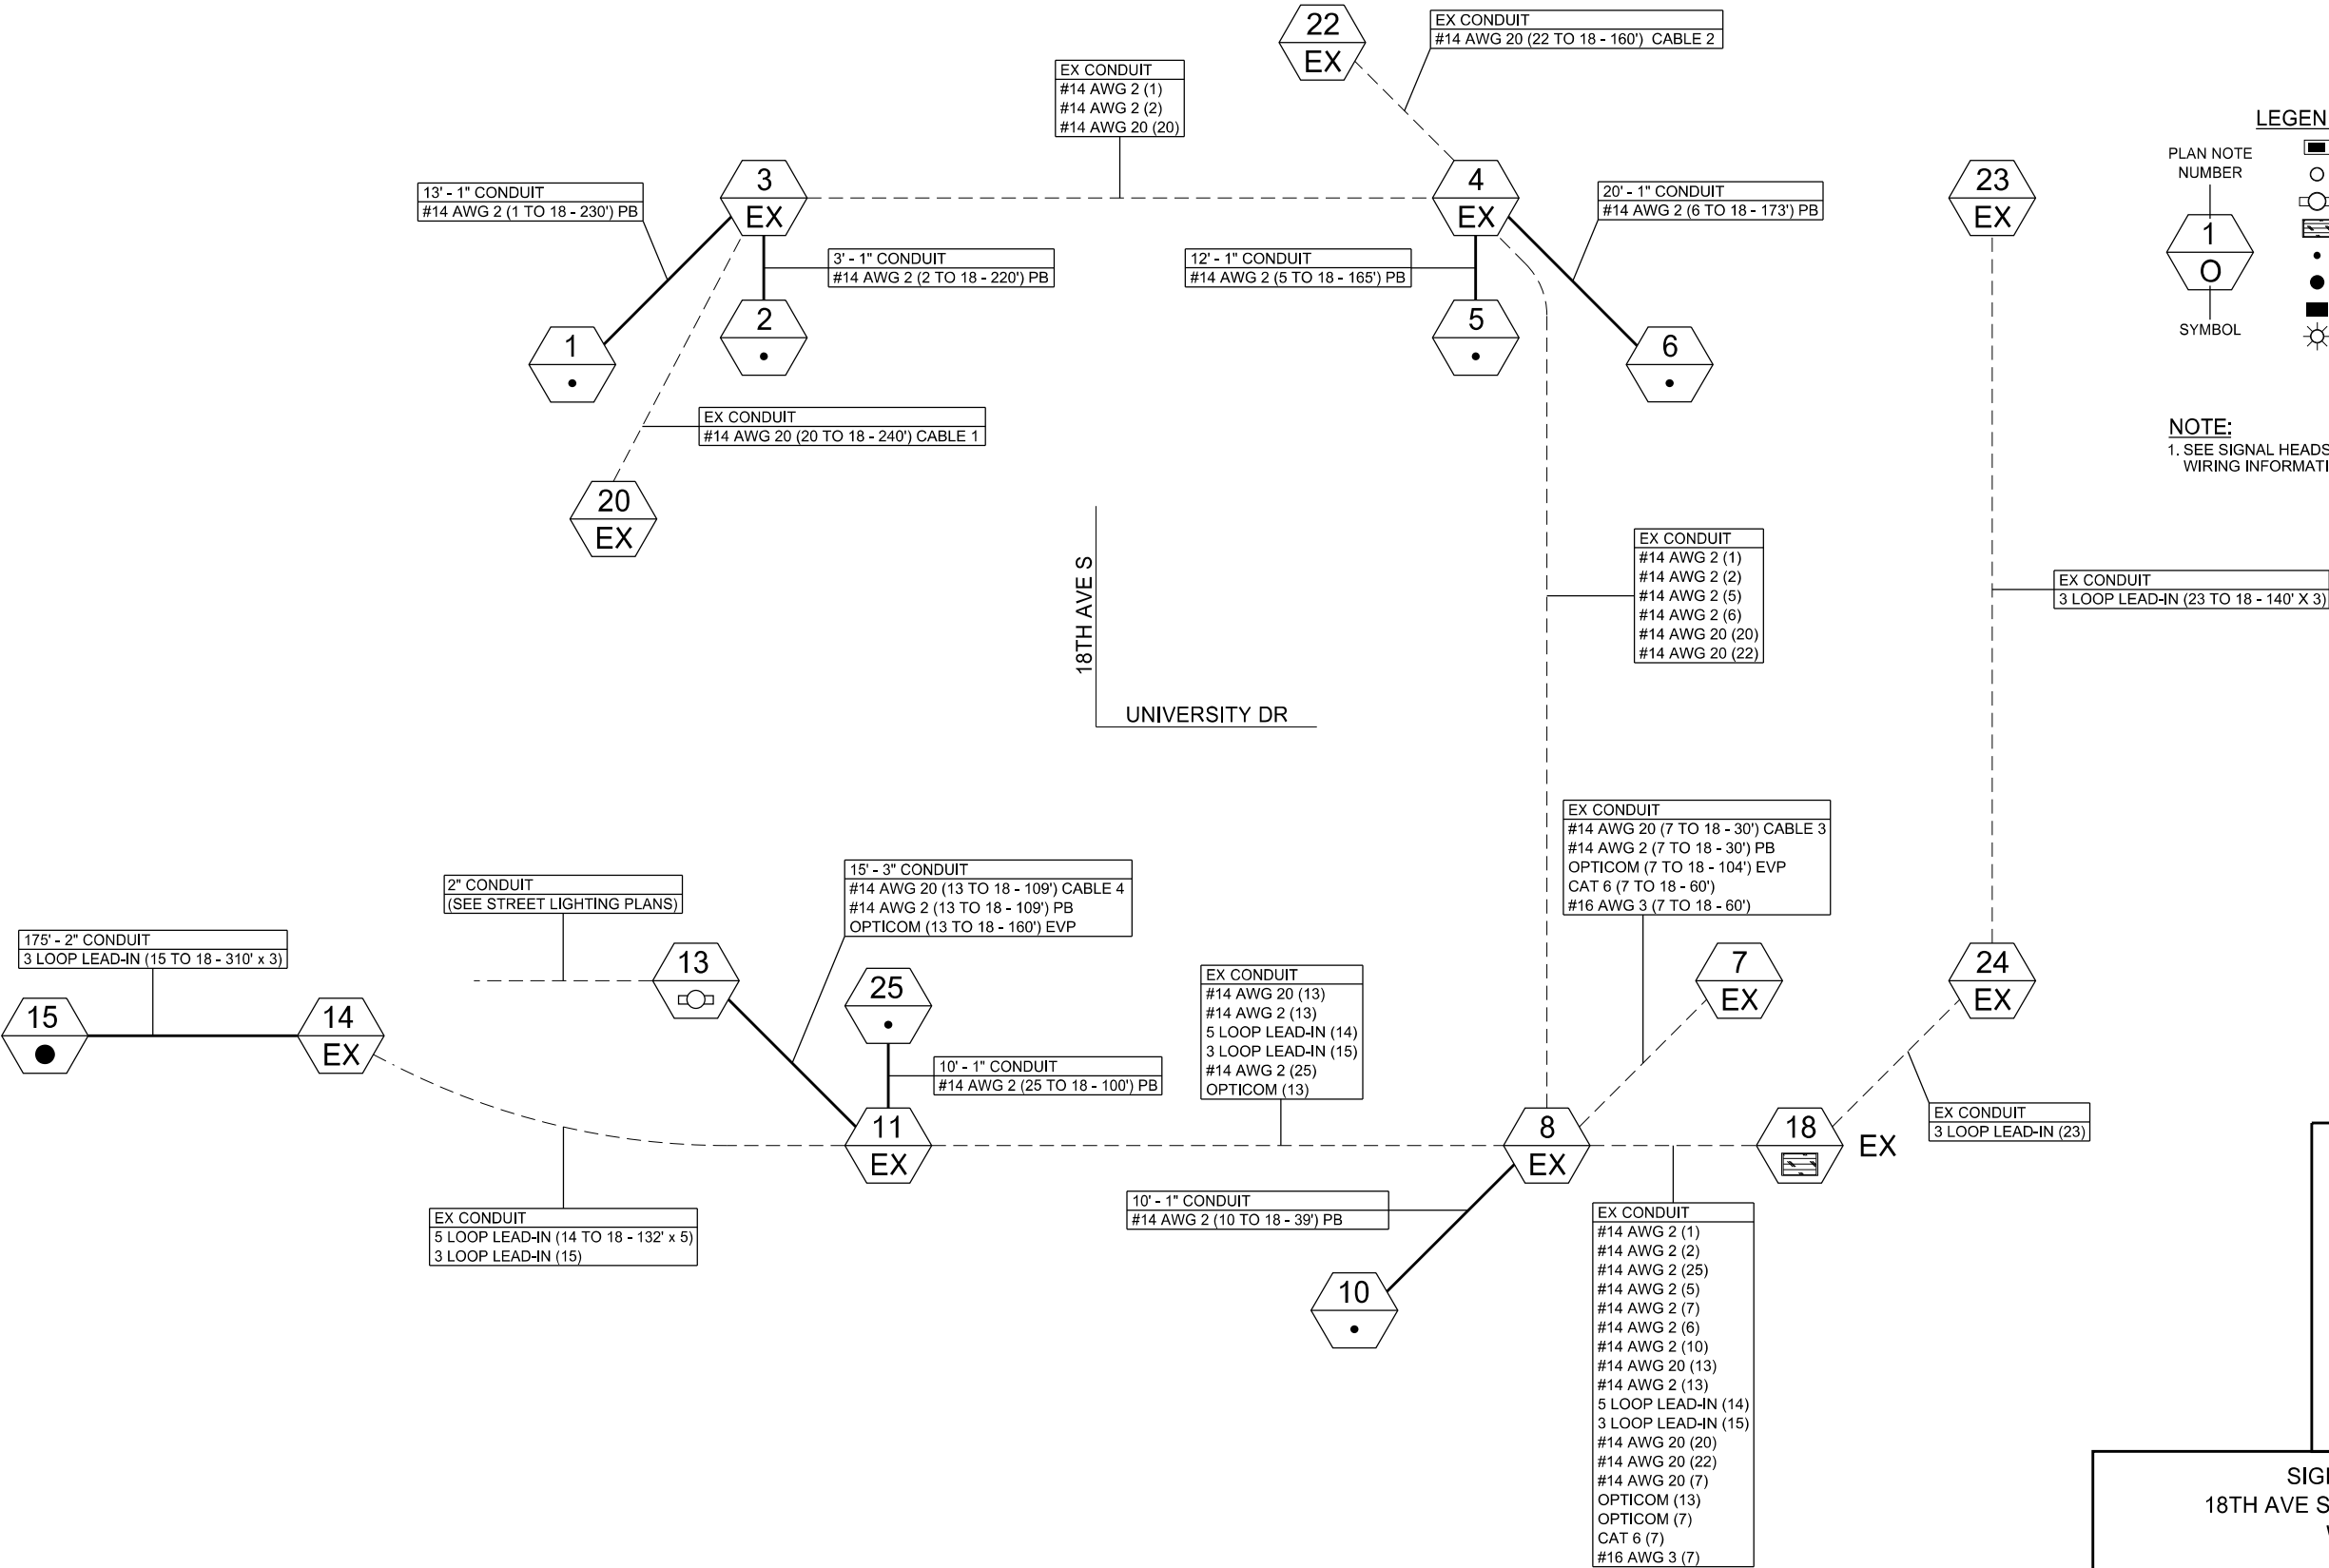 22
EX
EX CONDUIT
#14 AWG 20 (22 TO 18 - 160')  CABLE 2
EX CONDUIT
#14 AWG 2 (1)
#14 AWG 2 (2)
#14 AWG 20 (20)
LEGEN
PLAN NOTE
NUMBER
1
O
SYMBOL
3
EX
4
EX
23
EX
13' - 1" CONDUIT
#14 AWG 2 (1 TO 18 - 230') PB
20' - 1" CONDUIT
#14 AWG 2 (6 TO 18 - 173') PB
3' - 1" CONDUIT
#14 AWG 2 (2 TO 18 - 220') PB
12' - 1" CONDUIT
#14 AWG 2 (5 TO 18 - 165') PB
1
2
5
6
EX CONDUIT
#14 AWG 20 (20 TO 18 - 240') CABLE 1
NOTE:
1. SEE SIGNAL HEADS
WIRING INFORMATI
20
EX
18TH AVE S
UNIVERSITY DR
EX CONDUIT
#14 AWG 2 (1)
#14 AWG 2 (2)
#14 AWG 2 (5)
#14 AWG 2 (6)
#14 AWG 20 (20)
#14 AWG 20 (22)
EX CONDUIT
3 LOOP LEAD-IN (23 TO 18 - 140' X 3)
EX CONDUIT
#14 AWG 20 (7 TO 18 - 30') CABLE 3
#14 AWG 2 (7 TO 18 - 30') PB
OPTICOM (7 TO 18 - 104') EVP
CAT 6 (7 TO 18 - 60')
#16 AWG 3 (7 TO 18 - 60')
15' - 3" CONDUIT
#14 AWG 20 (13 TO 18 - 109') CABLE 4
#14 AWG 2 (13 TO 18 - 109') PB
OPTICOM (13 TO 18 - 160') EVP
2" CONDUIT
(SEE STREET LIGHTING PLANS)
175' - 2" CONDUIT
3 LOOP LEAD-IN (15 TO 18 - 310' x 3)
13
25
7
EX
24
EX
15
14
EX
EX CONDUIT
#14 AWG 20 (13)
#14 AWG 2 (13)
5 LOOP LEAD-IN (14)
3 LOOP LEAD-IN (15)
#14 AWG 2 (25)
OPTICOM (13)
10' - 1" CONDUIT
#14 AWG 2 (25 TO 18 - 100') PB
11
EX
8
EX
18
EX
EX CONDUIT
3 LOOP LEAD-IN (23)
EX CONDUIT
5 LOOP LEAD-IN (14 TO 18 - 132' x 5)
3 LOOP LEAD-IN (15)
10' - 1" CONDUIT
#14 AWG 2 (10 TO 18 - 39') PB
10
EX CONDUIT
#14 AWG 2 (1)
#14 AWG 2 (2)
#14 AWG 2 (25)
#14 AWG 2 (5)
#14 AWG 2 (7)
#14 AWG 2 (6)
#14 AWG 2 (10)
#14 AWG 20 (13)
#14 AWG 2 (13)
5 LOOP LEAD-IN (14)
3 LOOP LEAD-IN (15)
#14 AWG 20 (20)
#14 AWG 20 (22)
#14 AWG 20 (7)
OPTICOM (13)
OPTICOM (7)
CAT 6 (7)
#16 AWG 3 (7)
18TH AVE S